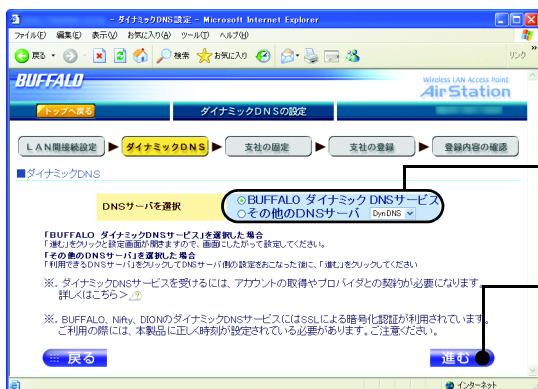 - ダイナミックDNS設定 - Microsoft Internet Explorer
ファイル(F) 編集(E) 表示(V) お気に入り(A) ツール(T) ヘルプ(H)
戻る 検索 お気に入り リンク »
BUFFALO
Wireless LAN Access Point
AirStation
トップへ戻る ダイナミックDNSの設定
LAN間接続設定 ダイナミックDNS 支社の固定 支社の登録 登録内容の確認
■ダイナミックDNS
DNSサーバを選択
BUFFALO ダイナミック DNSサービス
その他のDNSサーバ DynDNS
「BUFFALO ダイナミックDNSサービス」を選択した場合
「進む」をクリックと設定画面が開きますので、画面にしたがって設定してください。
「その他のDNSサーバ」を選択した場合
「利用できるDNSサーバ」をクリックしてDNSサーバ側の設定をおこなった後に、「進む」をクリックしてください
※. ダイナミックDNSサービスを受けるには、アカウントの取得やプロバイダとの契約が必要になります。
詳しくはこちら>
※. BUFFALO、Nifty、DIONのダイナミックDNSサービスにはSSLによる暗号化認証が利用されています。
ご利用の際には、本製品に正しく時刻が設定されている必要があります。ご注意ください。
戻る 進む
インターネット